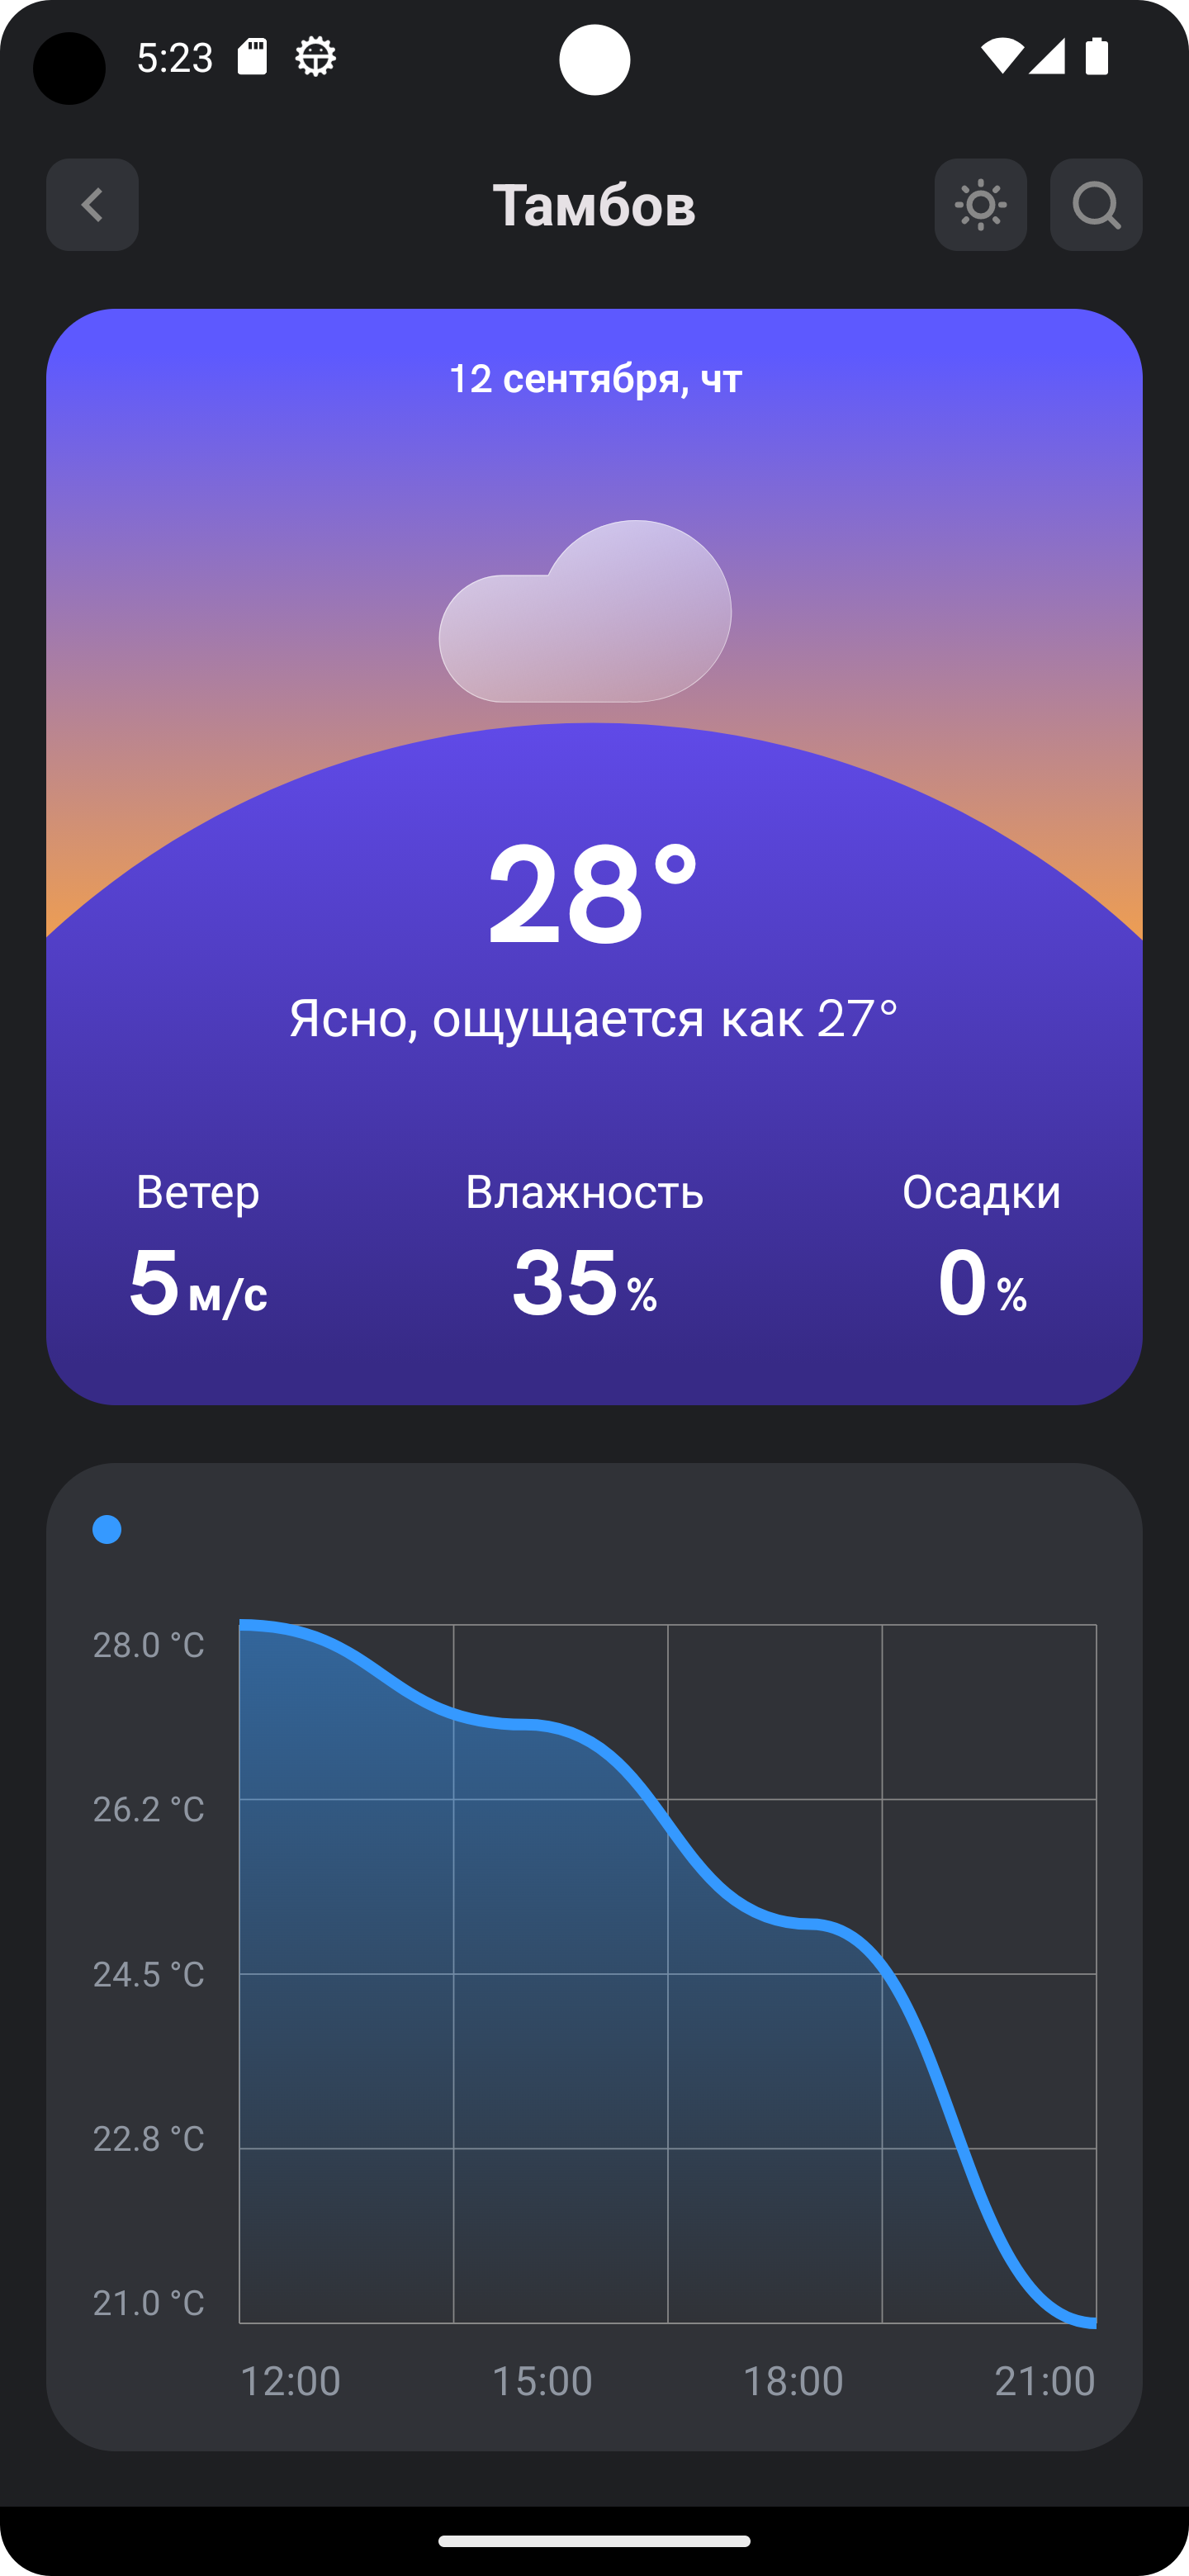 5:23
Тамбов
12 сентября, чт
28°
Ясно, ощущается как 27°
Ветер Влажность Осадки
5 м/с 35 % 0 %
28.0 °C
26.2 °C
24.5 °C
22.8 °C
21.0 °C
12:00 15:00 18:00 21:00